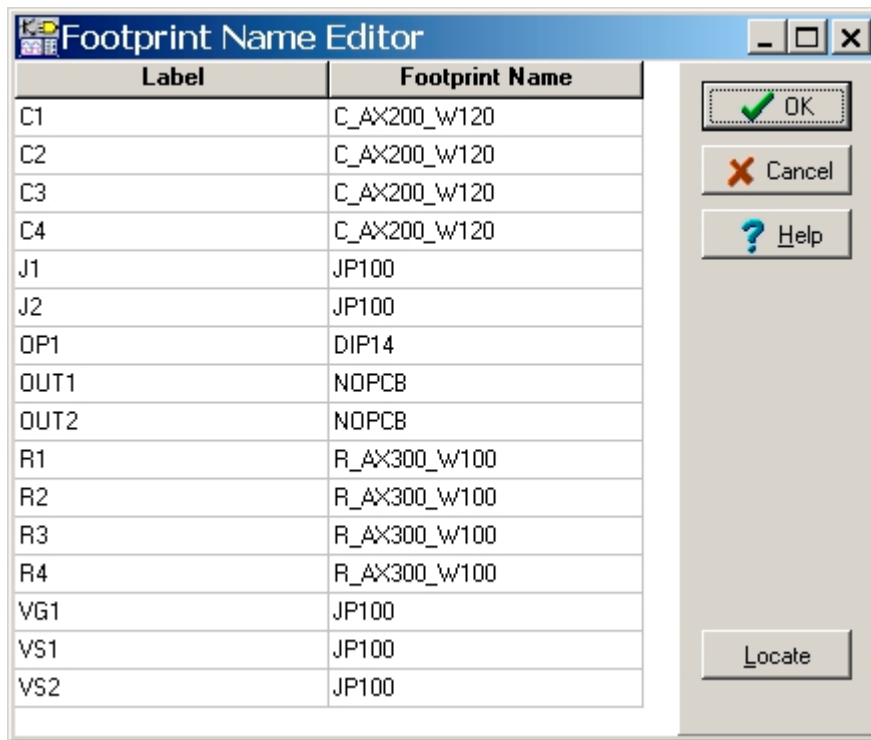 Footprint Name Editor
Label Footprint Name
C1 C_AX200_W120
C2 C_AX200_W120
C3 C_AX200_W120
C4 C_AX200_W120
J1 JP100
J2 JP100
OP1 DIP14
OUT1 NOPCB
OUT2 NOPCB
R1 R_AX300_W100
R2 R_AX300_W100
R3 R_AX300_W100
R4 R_AX300_W100
VG1 JP100
VS1 JP100
VS2 JP100
OK
Cancel
Help
Locate